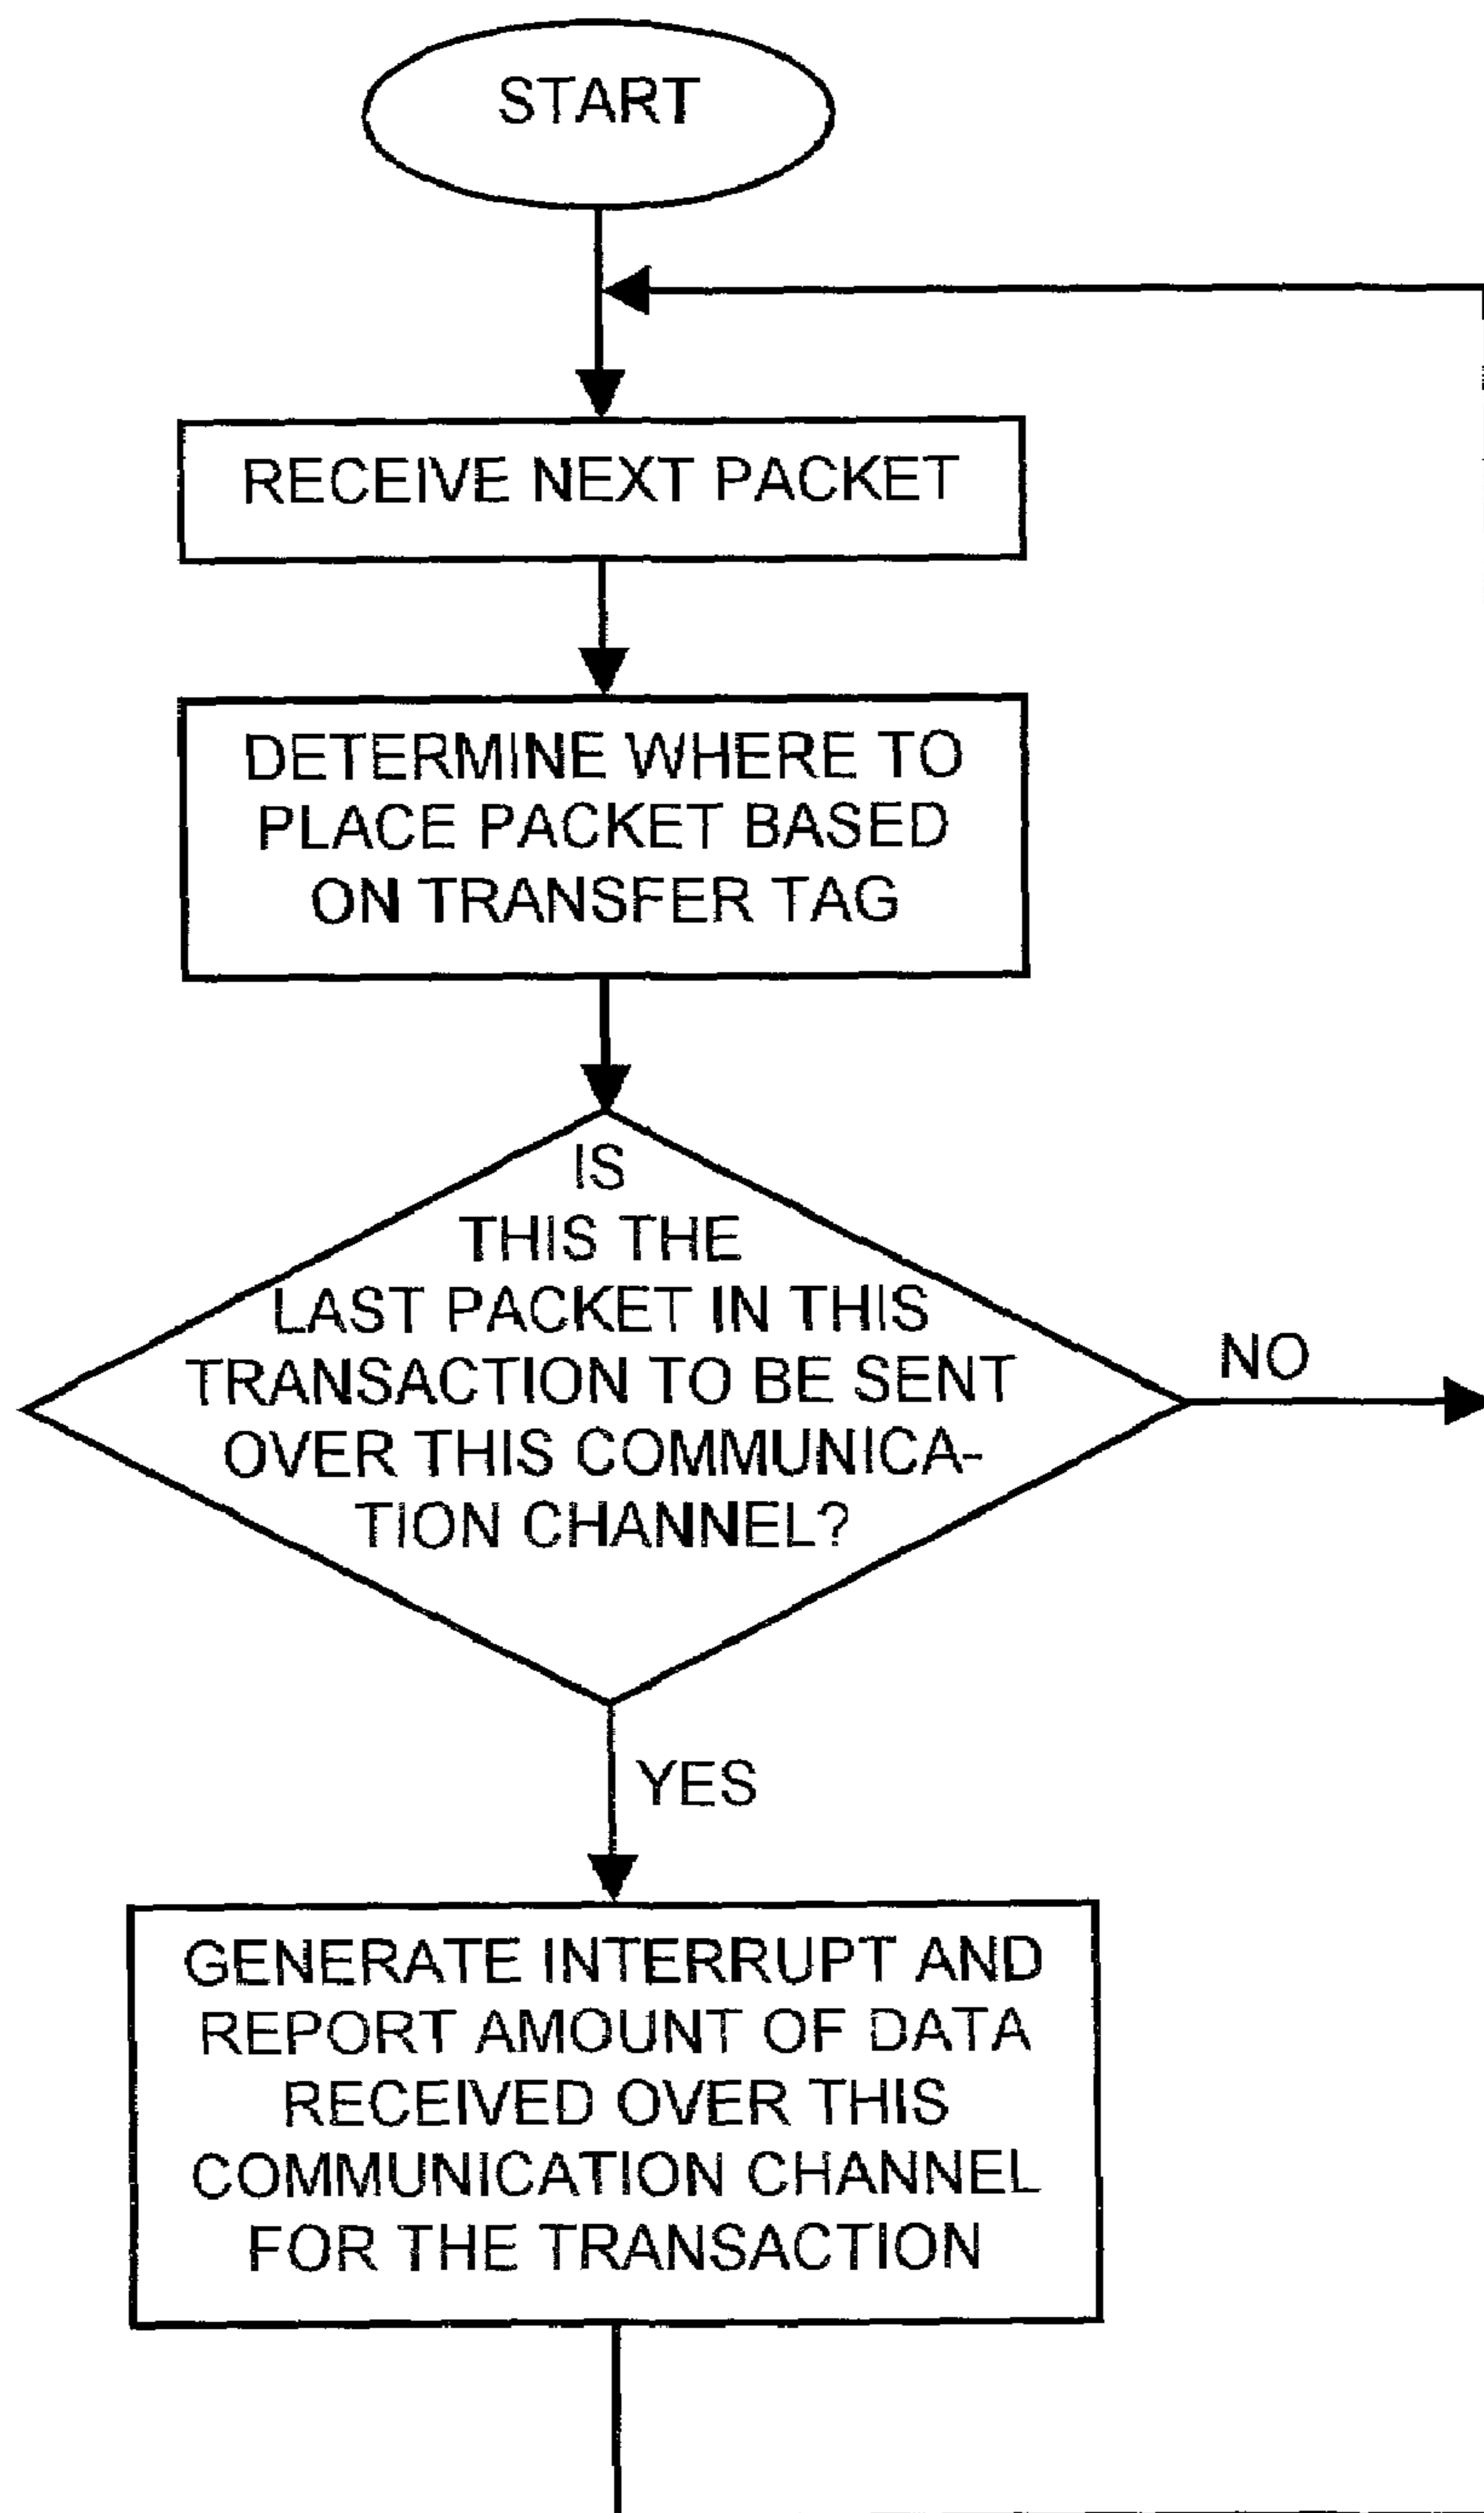 START
RECEIVE NEXT PACKET
DETERMINE WHERE TO
PLACE PACKET BASED
ON TRANSFER TAG
IS
THIS THE
LAST PACKET IN THIS
TRANSACTION TO BE SENT
OVER THIS COMMUNICA-
TION CHANNEL?
NO
YES
GENERATE INTERRUPT AND
REPORT AMOUNT OF DATA
RECEIVED OVER THIS
COMMUNICATION CHANNEL
FOR THE TRANSACTION